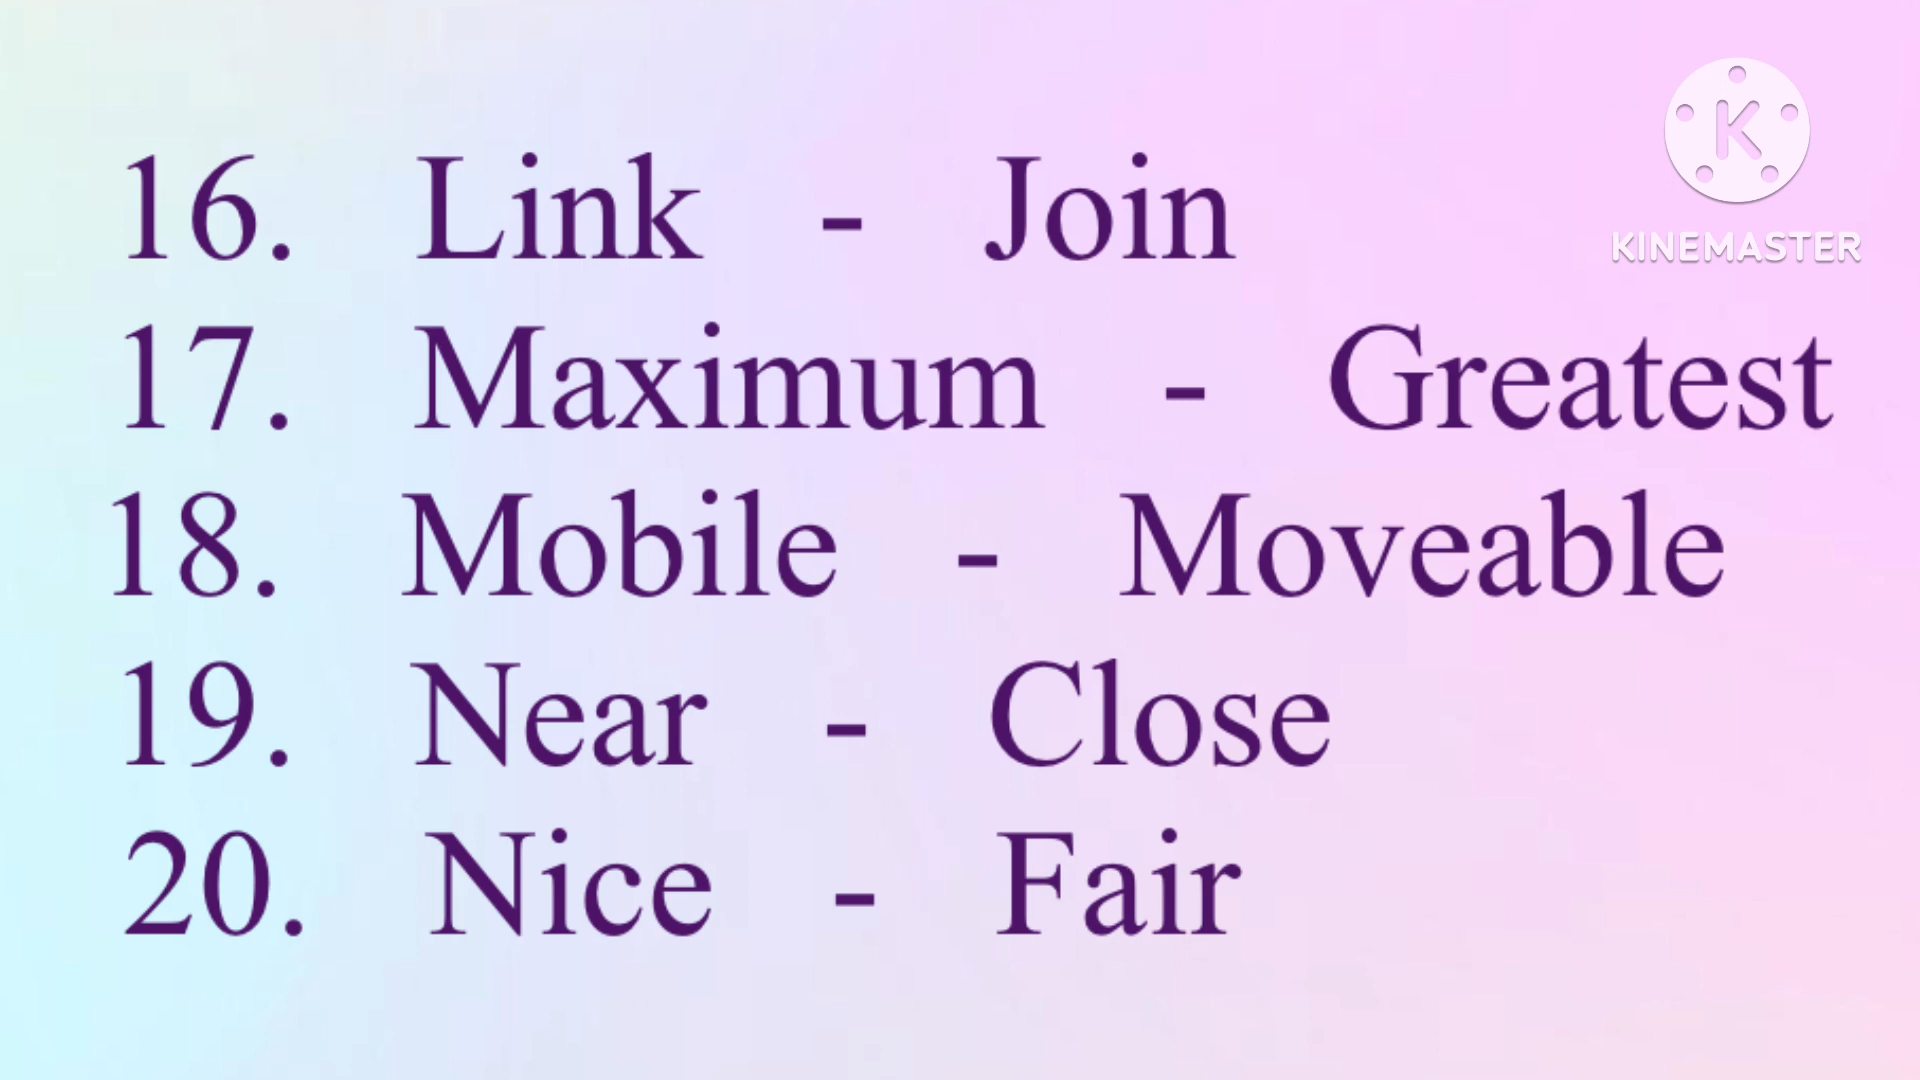 16. Link - Join
KINEMASTER
17. Maximum - Greatest
18. Mobile - Moveable
19. Near - Close
20. Nice - Fair